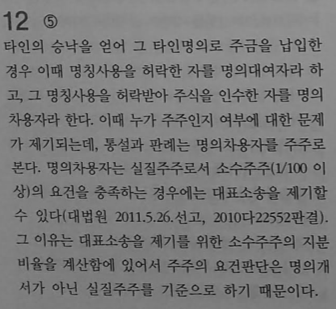 12 ⑤
타인의 승낙을 얻어 그 타인명의로 주금을 납입한
경우 이때 명칭사용을 허락한 자를 명의대여자라 하
고, 그 명칭사용을 허락받아 주식을 인수한 자를 명의
차용자라 한다. 이때 누가 주주인지 여부에 대한 문제
가 제기되는데, 통설과 판례는 명의차용자를 주주로
본다. 명의차용자는 실질주주로서 소수주주(1/100 이
상)의 요건을 충족하는 경우에는 대표소송을 제기할
수 있다(대법원 2011.5.26.선고, 2010다22552판결).
그 이유는 대표소송을 제기를 위한 소수주주의 지분
비율을 계산함에 있어서 주주의 요건판단은 명의개
서가 아닌 실질주주를 기준으로 하기 때문이다.